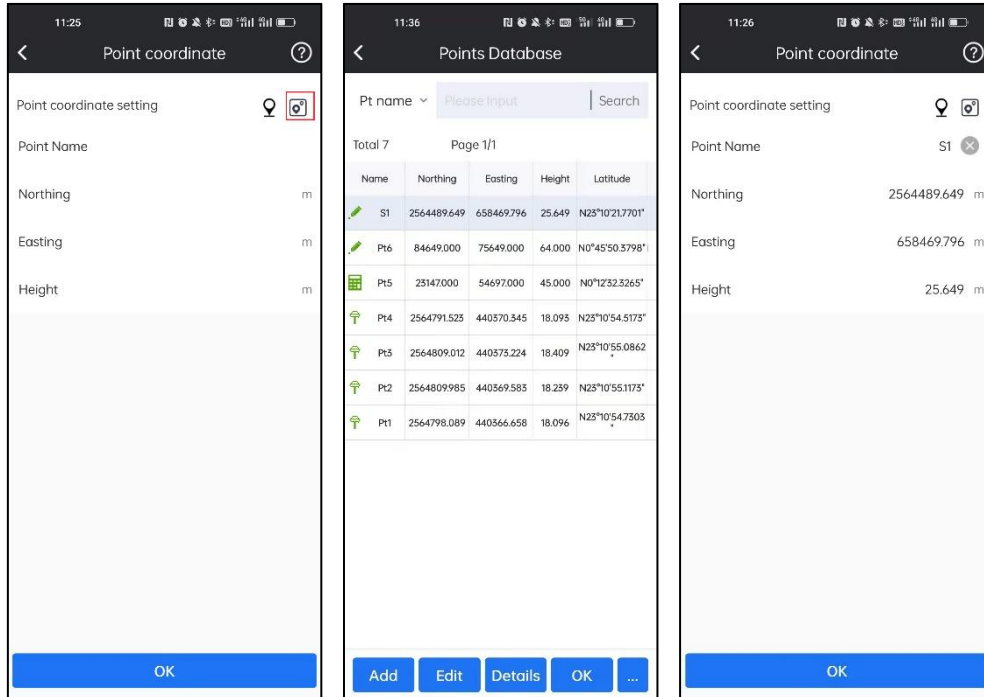 11:25
Point coordinate
Point coordinate setting
Point Name
Northing m
Easting m
Height m
OK
11:36
Points Database
Pt name Please Input Search
Total 7 Page 1/1
Name Northing Easting Height Latitude
S1 2564489.649 658469.796 25.649 N23°10'21.7701"
Pt6 84649.000 75649.000 64.000 N0°45'50.3798"
Pt5 23147.000 54697.000 45.000 N0°12'32.3265"
Pt4 2564791.523 440370.345 18.093 N23°10'54.5173"
Pt3 2564809.012 440373.224 18.409 N23°10'55.0862"
Pt2 2564809.985 440369.583 18.239 N23°10'55.1173"
Pt1 2564798.089 440366.658 18.096 N23°10'54.7303"
Add Edit Details OK ...
11:26
Point coordinate
Point coordinate setting
Point Name S1
Northing 2564489.649 m
Easting 658469.796 m
Height 25.649 m
OK